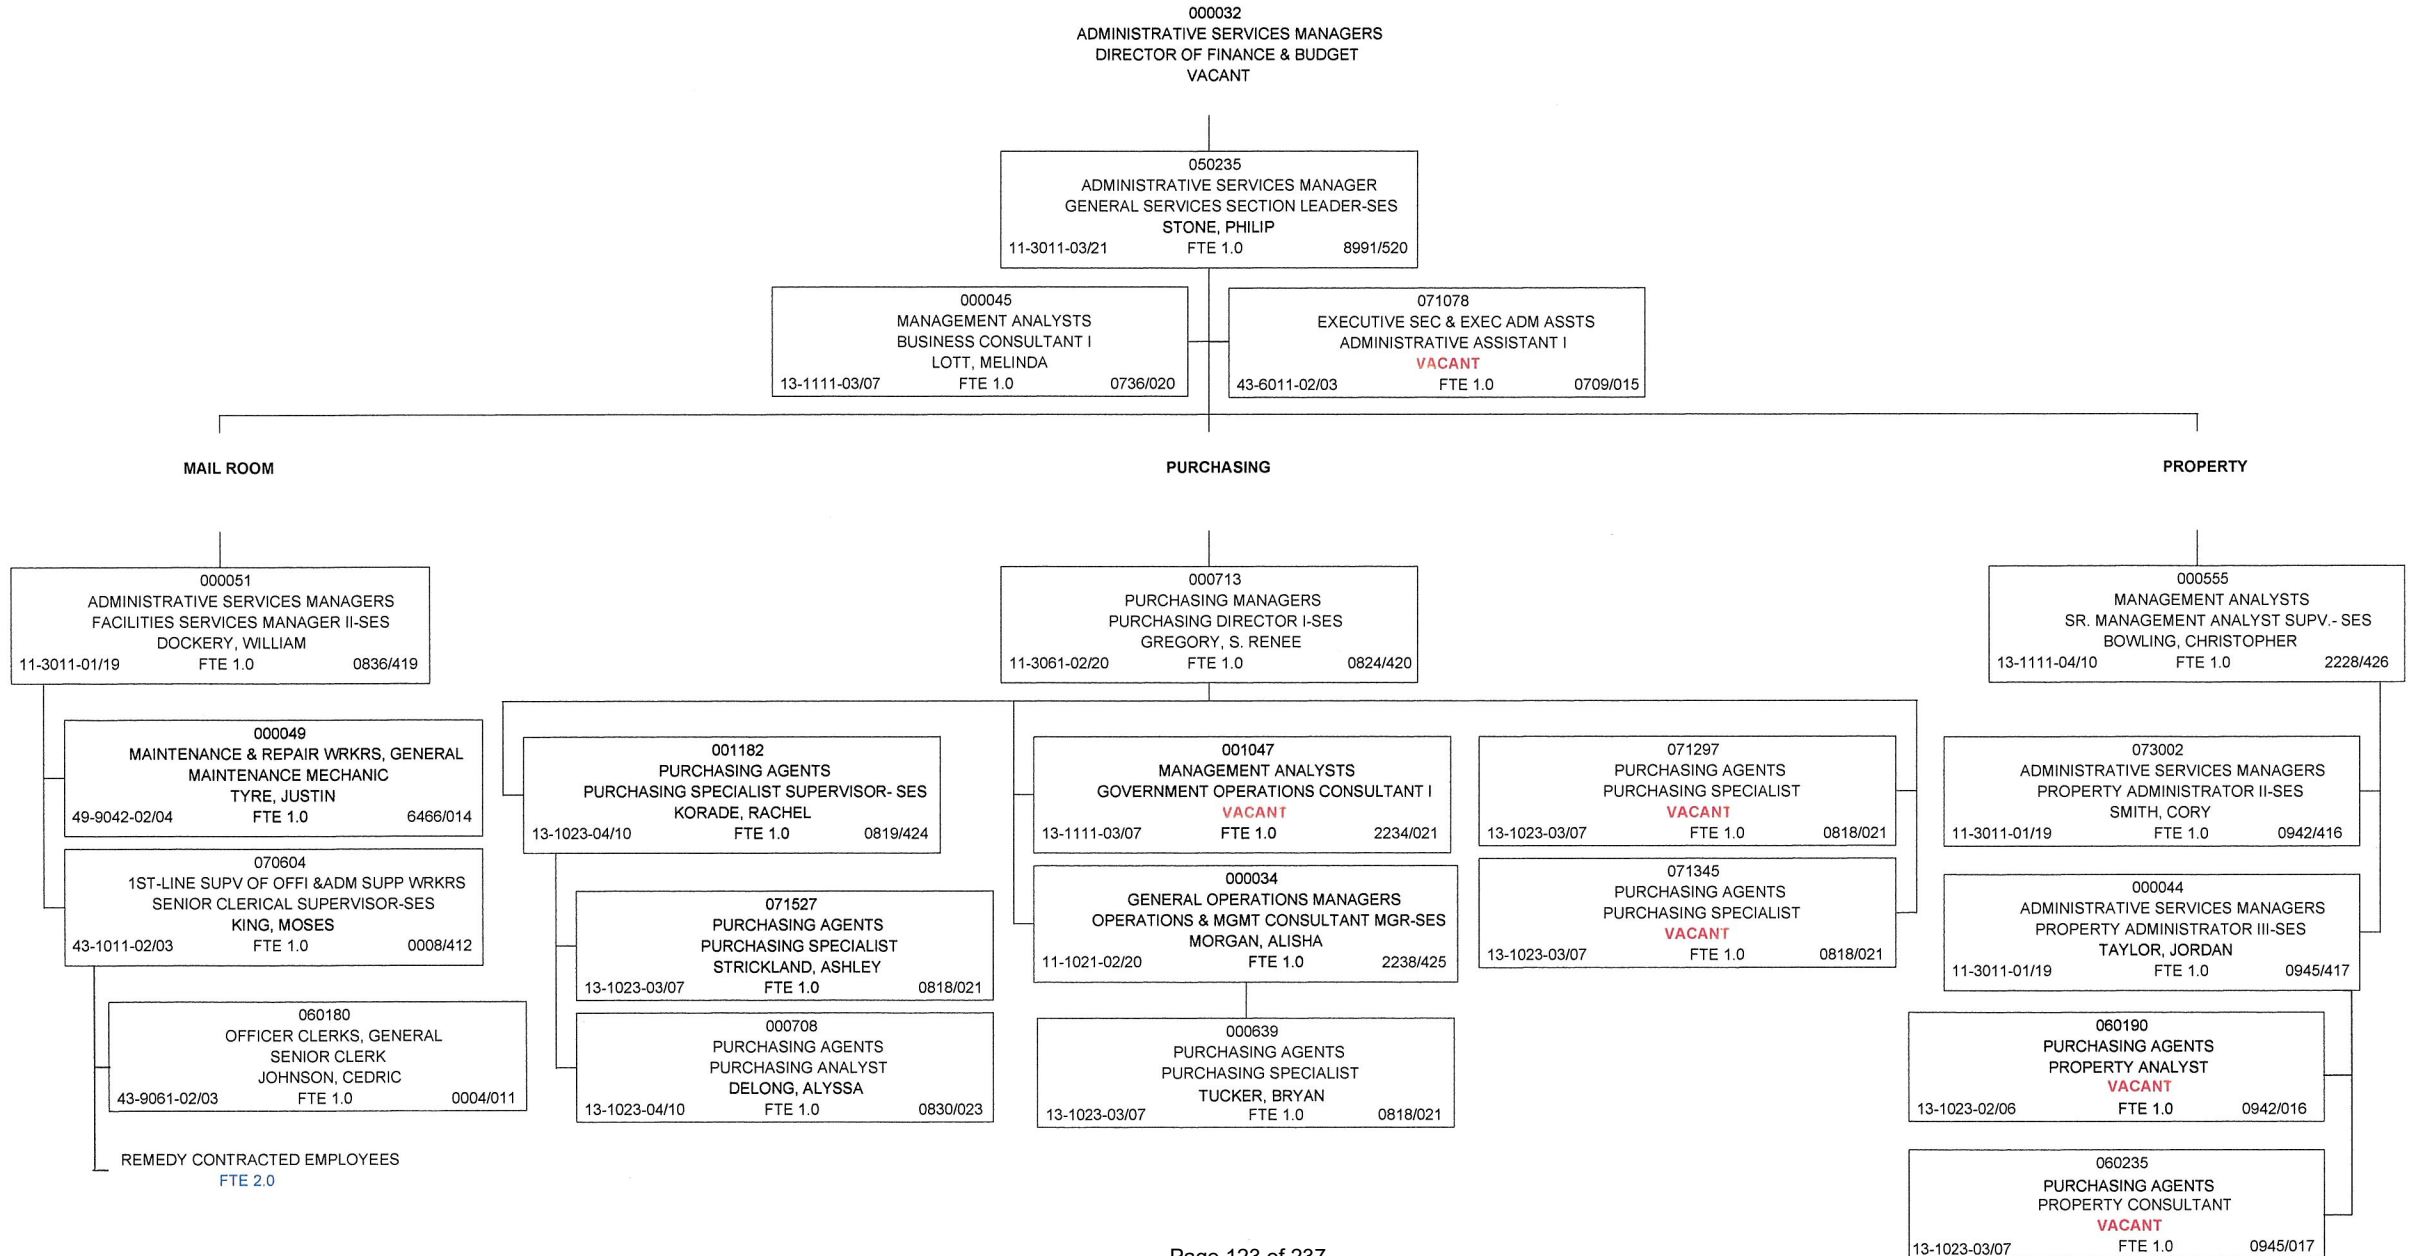 000032
ADMINISTRATIVE SERVICES MANAGERS
DIRECTOR OF FINANCE & BUDGET
VACANT
050235
ADMINISTRATIVE SERVICES MANAGER
GENERAL SERVICES SECTION LEADER-SES
STONE, PHILIP
11-3011-03/21 FTE 1.0 8991/520
000045
MANAGEMENT ANALYSTS
BUSINESS CONSULTANT I
LOTT, MELINDA
13-1111-03/07 FTE 1.0 0736/020
071078
EXECUTIVE SEC & EXEC ADM ASSTS
ADMINISTRATIVE ASSISTANT I
VACANT
43-6011-02/03 FTE 1.0 0709/015
MAIL ROOM
PURCHASING
PROPERTY
000051
ADMINISTRATIVE SERVICES MANAGERS
FACILITIES SERVICES MANAGER II-SES
DOCKERY, WILLIAM
11-3011-01/19 FTE 1.0 0836/419
000049
MAINTENANCE & REPAIR WRKRS, GENERAL
MAINTENANCE MECHANIC
TYRE, JUSTIN
49-9042-02/04 FTE 1.0 6466/014
070604
1ST-LINE SUPV OF OFFI &ADM SUPP WRKRS
SENIOR CLERICAL SUPERVISOR-SES
KING, MOSES
43-1011-02/03 FTE 1.0 0008/412
060180
OFFICER CLERKS, GENERAL
SENIOR CLERK
JOHNSON, CEDRIC
43-9061-02/03 FTE 1.0 0004/011
REMEDY CONTRACTED EMPLOYEES
FTE 2.0
000713
PURCHASING MANAGERS
PURCHASING DIRECTOR I-SES
GREGORY, S. RENEE
11-3061-02/20 FTE 1.0 0824/420
001182
PURCHASING AGENTS
PURCHASING SPECIALIST SUPERVISOR- SES
KORADE, RACHEL
13-1023-04/10 FTE 1.0 0819/424
071527
PURCHASING AGENTS
PURCHASING SPECIALIST
STRICKLAND, ASHLEY
13-1023-03/07 FTE 1.0 0818/021
000708
PURCHASING AGENTS
PURCHASING ANALYST
DELONG, ALYSSA
13-1023-04/10 FTE 1.0 0830/023
001047
MANAGEMENT ANALYSTS
GOVERNMENT OPERATIONS CONSULTANT I
VACANT
13-1111-03/07 FTE 1.0 2234/021
000034
GENERAL OPERATIONS MANAGERS
OPERATIONS & MGMT CONSULTANT MGR-SES
MORGAN, ALISHA
11-1021-02/20 FTE 1.0 2238/425
000639
PURCHASING AGENTS
PURCHASING SPECIALIST
TUCKER, BRYAN
13-1023-03/07 FTE 1.0 0818/021
071297
PURCHASING AGENTS
PURCHASING SPECIALIST
VACANT
13-1023-03/07 FTE 1.0 0818/021
071345
PURCHASING AGENTS
PURCHASING SPECIALIST
VACANT
13-1023-03/07 FTE 1.0 0818/021
000555
MANAGEMENT ANALYSTS
SR. MANAGEMENT ANALYST SUPV.- SES
BOWLING, CHRISTOPHER
13-1111-04/10 FTE 1.0 2228/426
073002
ADMINISTRATIVE SERVICES MANAGERS
PROPERTY ADMINISTRATOR II-SES
SMITH, CORY
11-3011-01/19 FTE 1.0 0942/416
000044
ADMINISTRATIVE SERVICES MANAGERS
PROPERTY ADMINISTRATOR III-SES
TAYLOR, JORDAN
11-3011-01/19 FTE 1.0 0945/417
060190
PURCHASING AGENTS
PROPERTY ANALYST
VACANT
13-1023-02/06 FTE 1.0 0942/016
060235
PURCHASING AGENTS
PROPERTY CONSULTANT
VACANT
13-1023-03/07 FTE 1.0 0945/017
Page 123 of 237